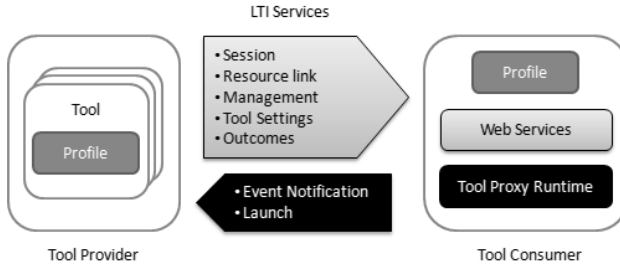 LTI Services
Tool
Profile
• Session
• Resource link
• Management
• Tool Settings
• Outcomes
• Event Notification
• Launch
Profile
Web Services
Tool Proxy Runtime
Tool Provider
Tool Consumer